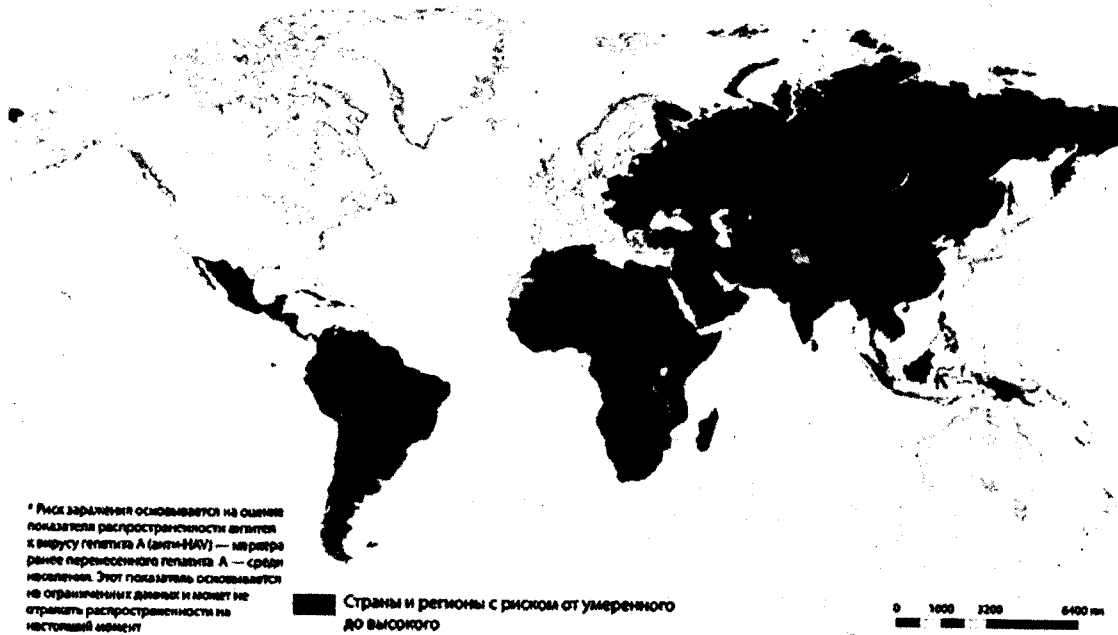 * Риск заражения основывается на оценке
показателя распространенности антител
к вирусу гепатита А (анти-HAV) — маркера
ранее перенесенного гепатита А — среди
населения. Этот показатель основывается
на ограниченных данных и может не
отражать распространенности на
настоящий момент
Страны и регионы с риском от умеренного
до высокого
0 1600 3200 6400 км